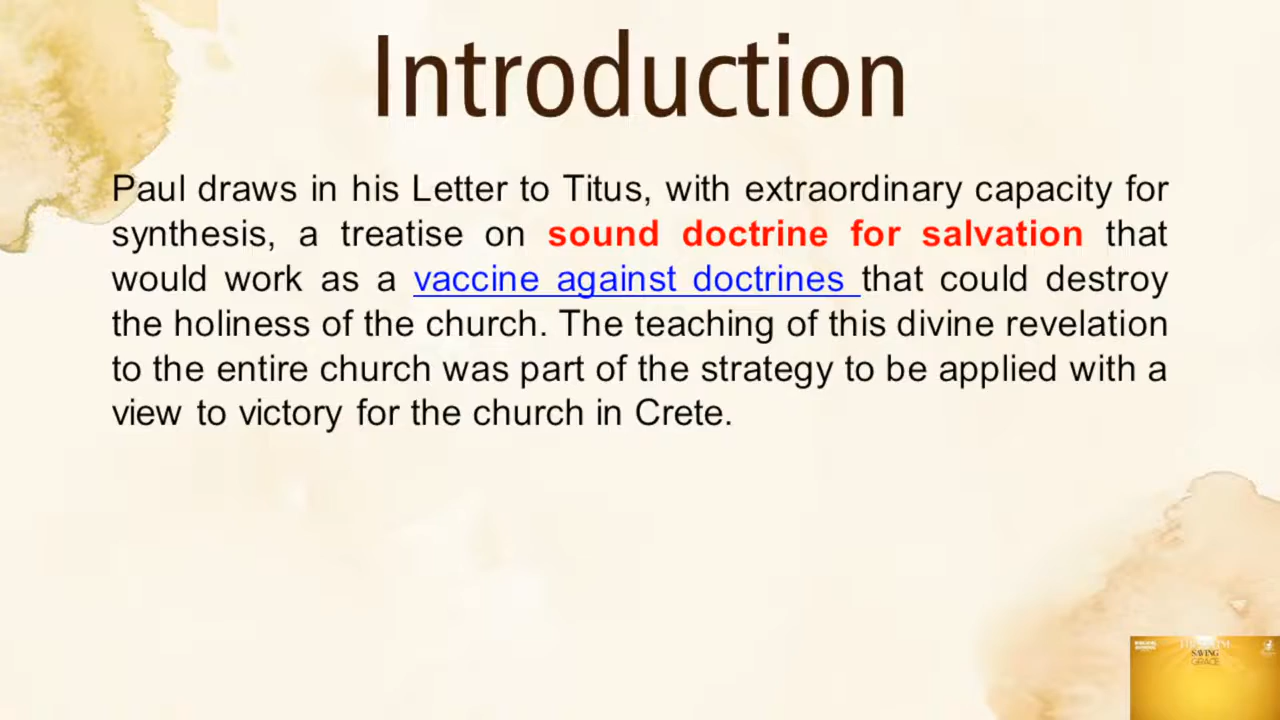 Introduction
Paul draws in his Letter to Titus, with extraordinary capacity for
synthesis, a treatise on sound doctrine for salvation that
would work as a vaccine against doctrines that could destroy
the holiness of the church. The teaching of this divine revelation
to the entire church was part of the strategy to be applied with a
view to victory for the church in Crete.
SAVING
GRACE